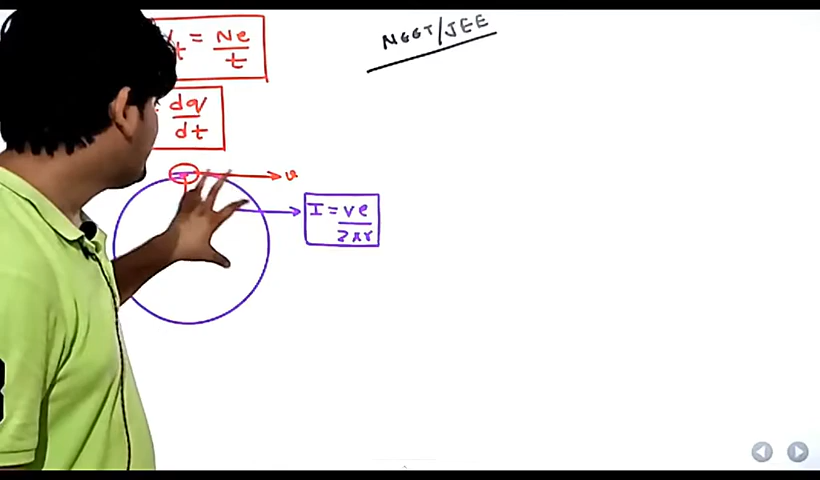 NEET/JEE
t = Ne/t
dq/dt
v
I = ve/2πr